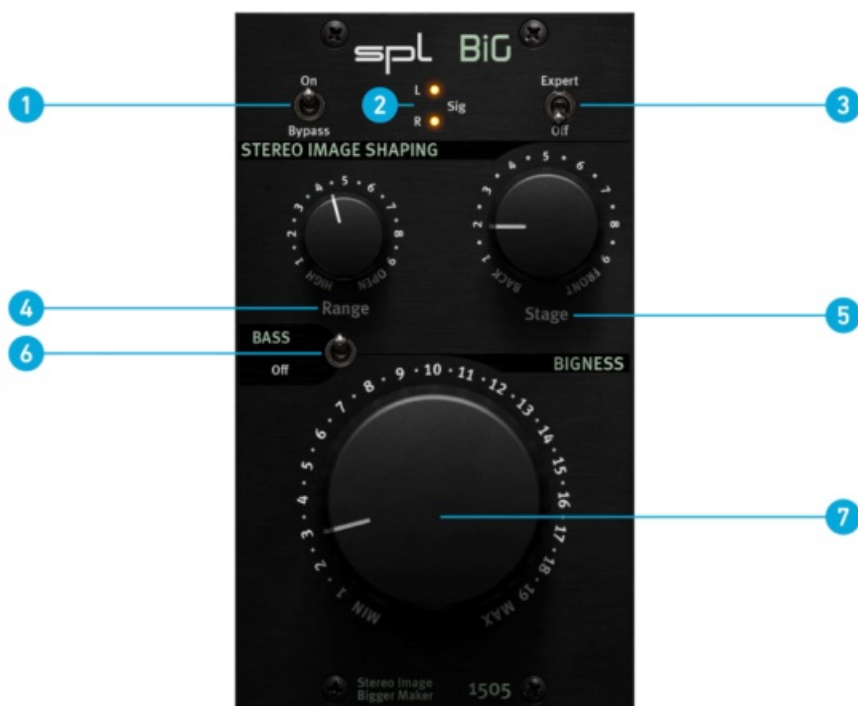 spl BiG
On
L
Sig
Expert
1
2
3
R
Bypass
Off
STEREO IMAGE SHAPING
HIGH 1 2 3 4 5 6 7 8 9 OPEN
BACK 1 2 3 4 5 6 7 8 9 FRONT
4
Range
Stage
5
BASS
6
Off
BIGNESS
MIN 1 2 3 4 5 6 7 8 9 10 11 12 13 14 15 16 17 18 19 MAX
7
Stereo Image
Bigger Maker
1505